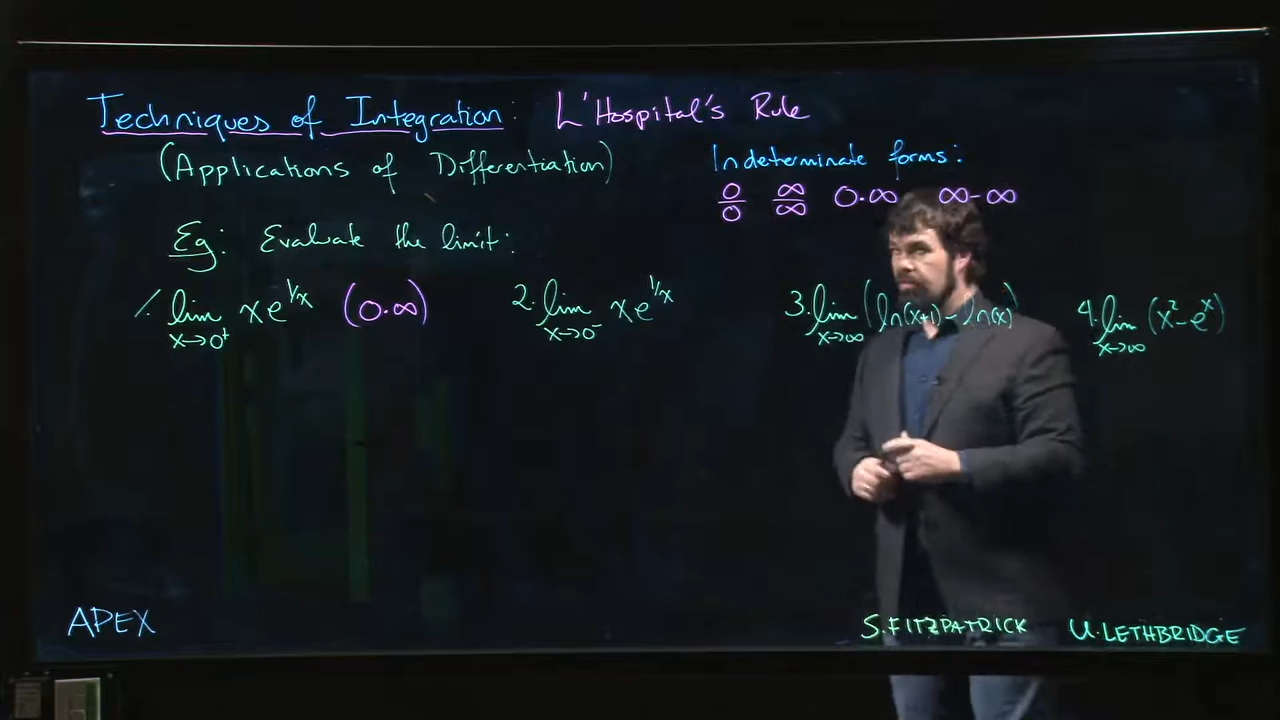 Techniques of Integration: L'Hospital's Rule
(Applications of Differentiation)
Indeterminate forms:
0/0 ∞/∞ 0·∞ ∞-∞
Eg: Evaluate the limit:
1. lim x→0⁺ xe^{1/x} (0·∞)
2. lim x→0⁻ xe^{1/x}
3. lim x→∞ (ln(x+1) - ln(x))
4. lim x→∞ (x² - e^x)
APEX
S. FITZPATRICK U. LETHBRIDGE